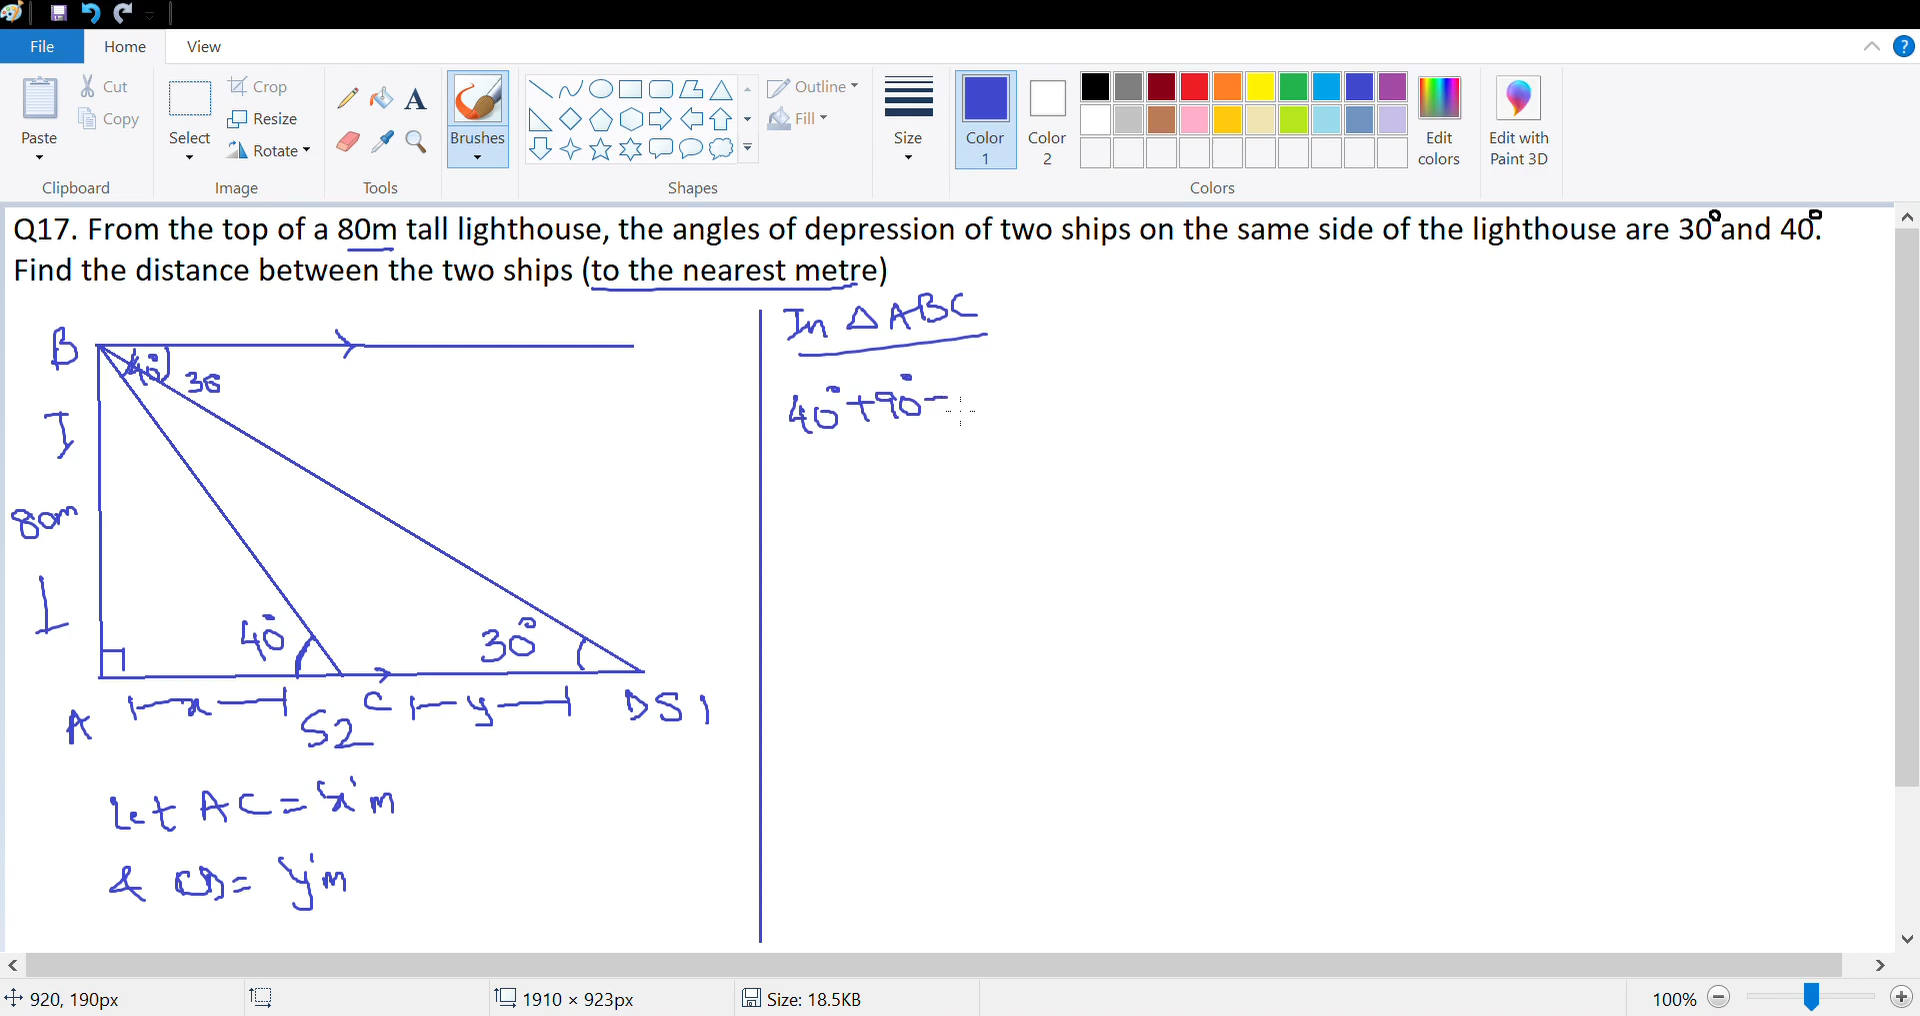 File Home View
Paste Cut Copy Clipboard
Select Crop Resize Rotate Image
Tools
Brushes
Shapes
Outline Fill
Size
Color 1 Color 2
Colors
Edit colors
Edit with Paint 3D
Q17. From the top of a 80m tall lighthouse, the angles of depression of two ships on the same side of the lighthouse are 30° and 40°.
Find the distance between the two ships (to the nearest metre)
B
40°
30
80m
40°
30°
A
x
S2
C
y
D S1
Let AC = 'x' m
& CD = 'y' m
In △ABC
40° + 90° -
920, 190px
1910 × 923px
Size: 18.5KB
100%